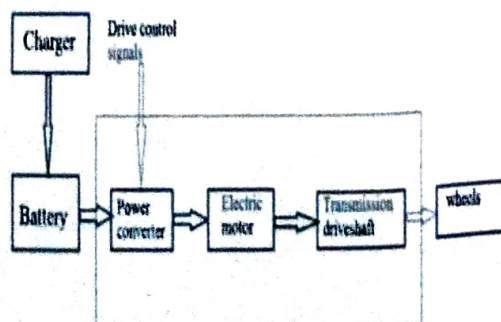 Charger
Drive control
signals
Battery
Power
converter
Electric
motor
Transmission
driveshaft
wheels